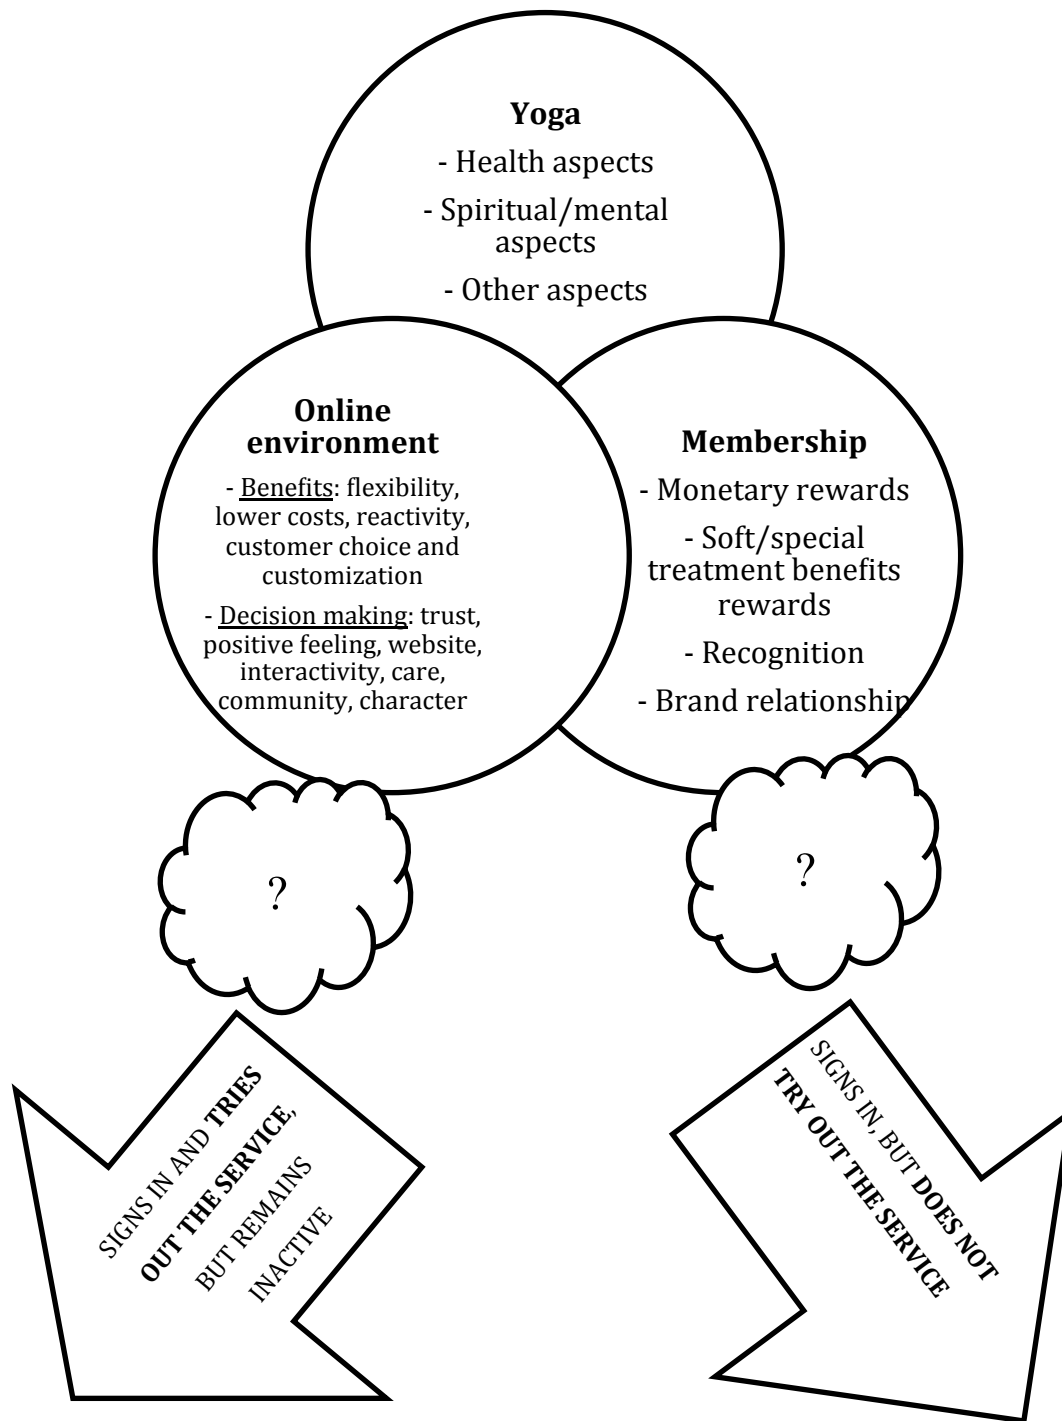 Yoga
- Health aspects
- Spiritual/mental
aspects
- Other aspects
Online
environment
- Benefits: flexibility,
lower costs, reactivity,
customer choice and
customization
- Decision making: trust,
positive feeling, website,
interactivity, care,
community, character
Membership
- Monetary rewards
- Soft/special
treatment benefits
rewards
- Recognition
- Brand relationship
?
?
SIGNS IN AND TRIES
OUT THE SERVICE,
BUT REMAINS
INACTIVE
SIGNS IN, BUT DOES NOT
TRY OUT THE SERVICE